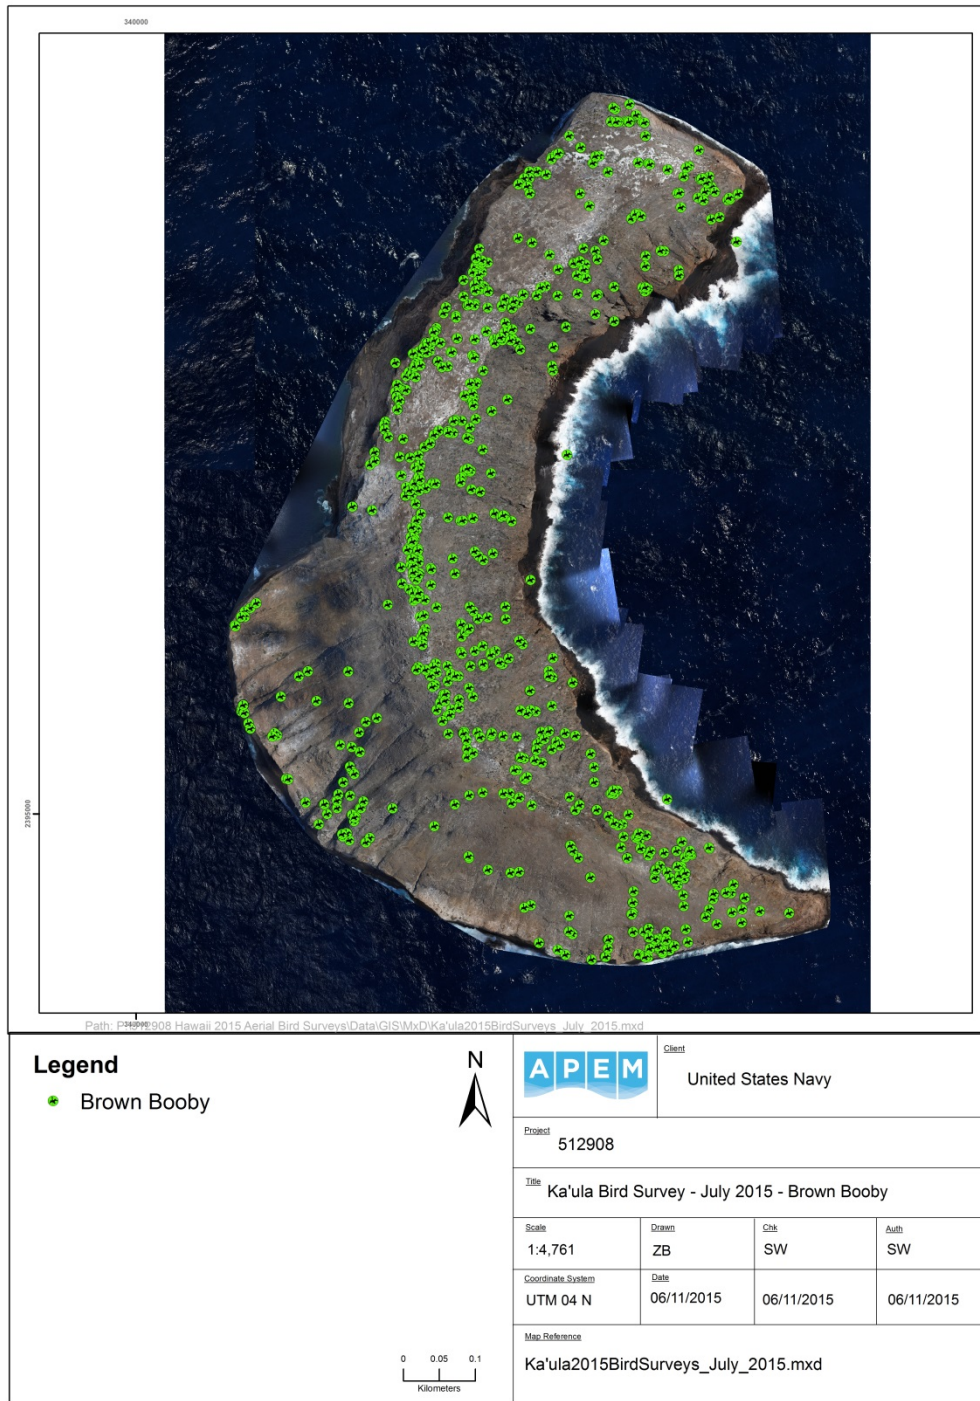 340000
2395000
Path: P:\512908 Hawaii 2015 Aerial Bird Surveys\Data\GIS\MxD\Ka'ula2015BirdSurveys_July_2015.mxd
340000
Legend
Brown Booby
N
0 0.05 0.1
Kilometers
APEM
Client
United States Navy
Project
512908
Title
Ka'ula Bird Survey - July 2015 - Brown Booby
Scale
1:4,761
Drawn
ZB
Chk
SW
Auth
SW
Coordinate System
UTM 04 N
Date
06/11/2015
06/11/2015
06/11/2015
Map Reference
Ka'ula2015BirdSurveys_July_2015.mxd